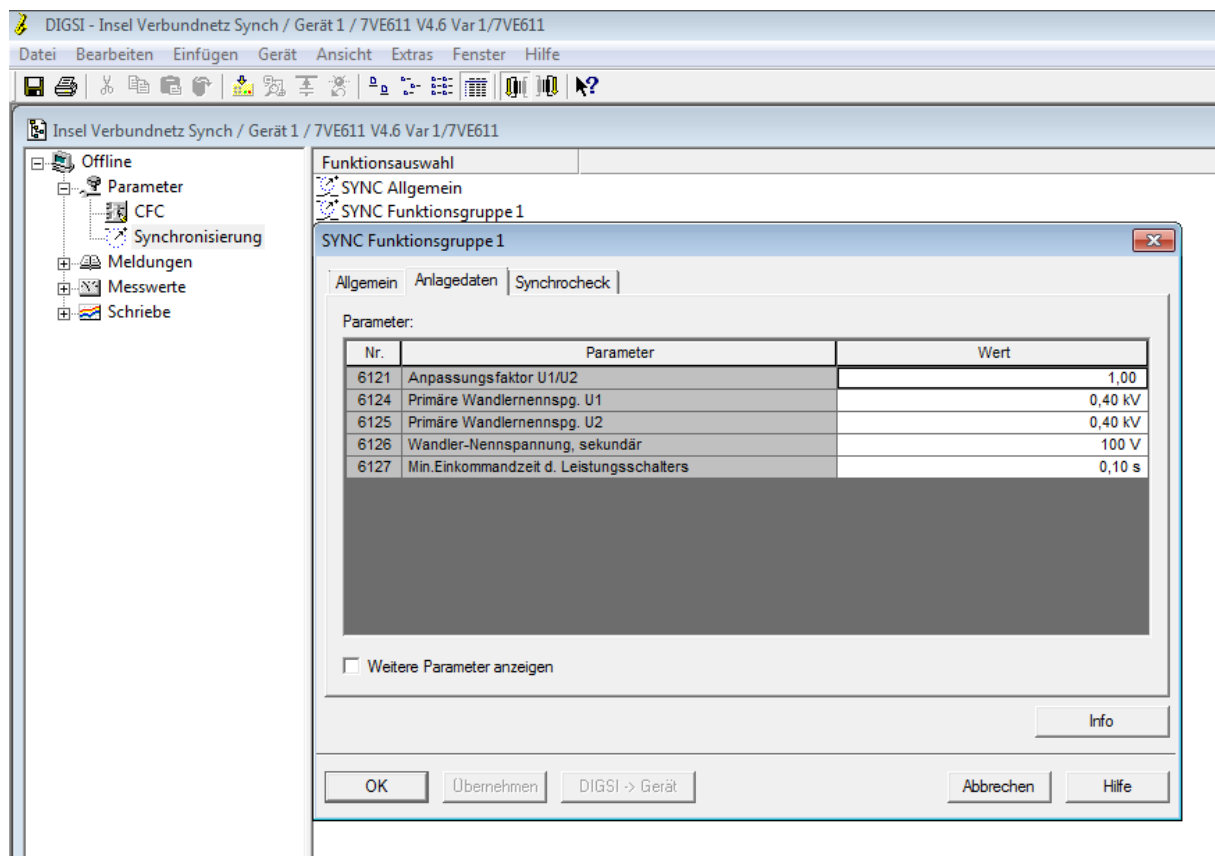 DIGSI - Insel Verbundnetz Synch / Gerät 1 / 7VE611 V4.6 Var 1/7VE611
Datei Bearbeiten Einfügen Gerät Ansicht Extras Fenster Hilfe
Insel Verbundnetz Synch / Gerät 1 / 7VE611 V4.6 Var 1/7VE611
Offline
Parameter
CFC
Synchronisierung
Meldungen
Messwerte
Schriebe
Funktionsauswahl
SYNC Allgemein
SYNC Funktionsgruppe 1
SYNC Funktionsgruppe 1
Allgemein Anlagedaten Synchrocheck
Parameter:
Nr. Parameter Wert
6121 Anpassungsfaktor U1/U2 1,00
6124 Primäre Wandlernennspg. U1 0,40 kV
6125 Primäre Wandlernennspg. U2 0,40 kV
6126 Wandler-Nennspannung, sekundär 100 V
6127 Min.Einkommandzeit d. Leistungsschalters 0,10 s
Weitere Parameter anzeigen
Info
OK Übernehmen DIGSI -> Gerät Abbrechen Hilfe